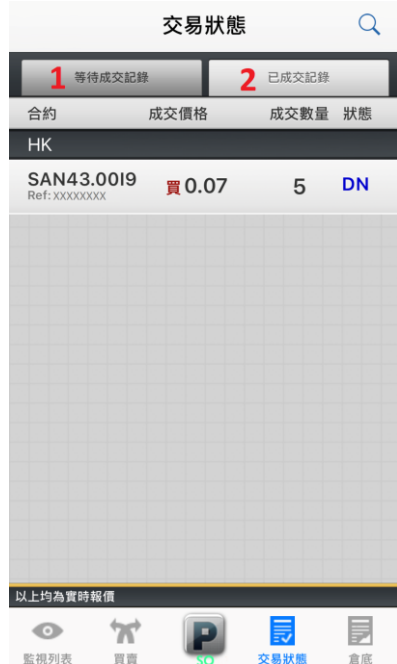 交易狀態
1 等待成交記錄 2 已成交記錄
合約 成交價格 成交數量 狀態
HK
SAN43.00I9 買0.07 5 DN
Ref: XXXXXXXX
以上均為實時報價
P
監視列表 買賣 SQ 交易狀態 倉底